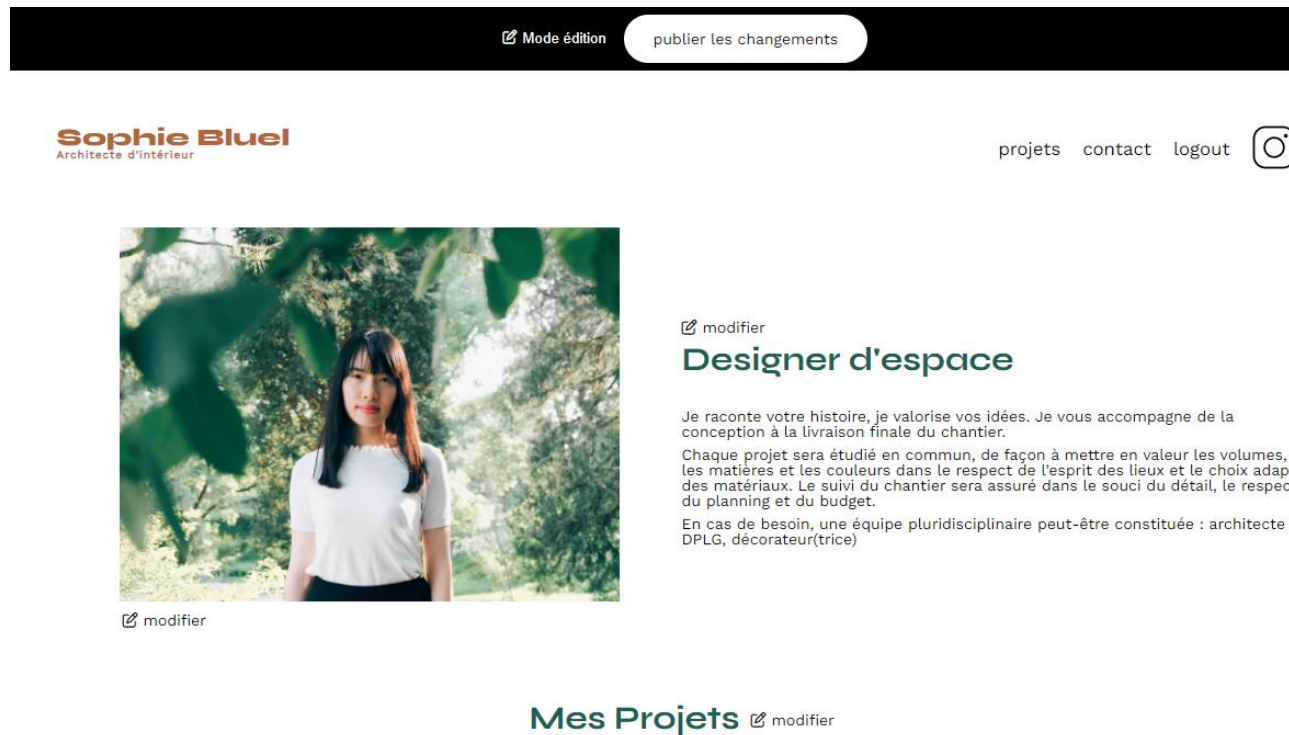 Mode édition
publier les changements
Sophie Bluel
Architecte d'intérieur
projets contact logout
modifier
Designer d'espace
Je raconte votre histoire, je valorise vos idées. Je vous accompagne de la
conception à la livraison finale du chantier.
Chaque projet sera étudié en commun, de façon à mettre en valeur les volumes,
les matières et les couleurs dans le respect de l’esprit des lieux et le choix adap
des matériaux. Le suivi du chantier sera assuré dans le souci du détail, le respec
du planning et du budget.
En cas de besoin, une équipe pluridisciplinaire peut-être constituée : architecte
DPLG, décorateur(trice)
modifier
Mes Projets modifier